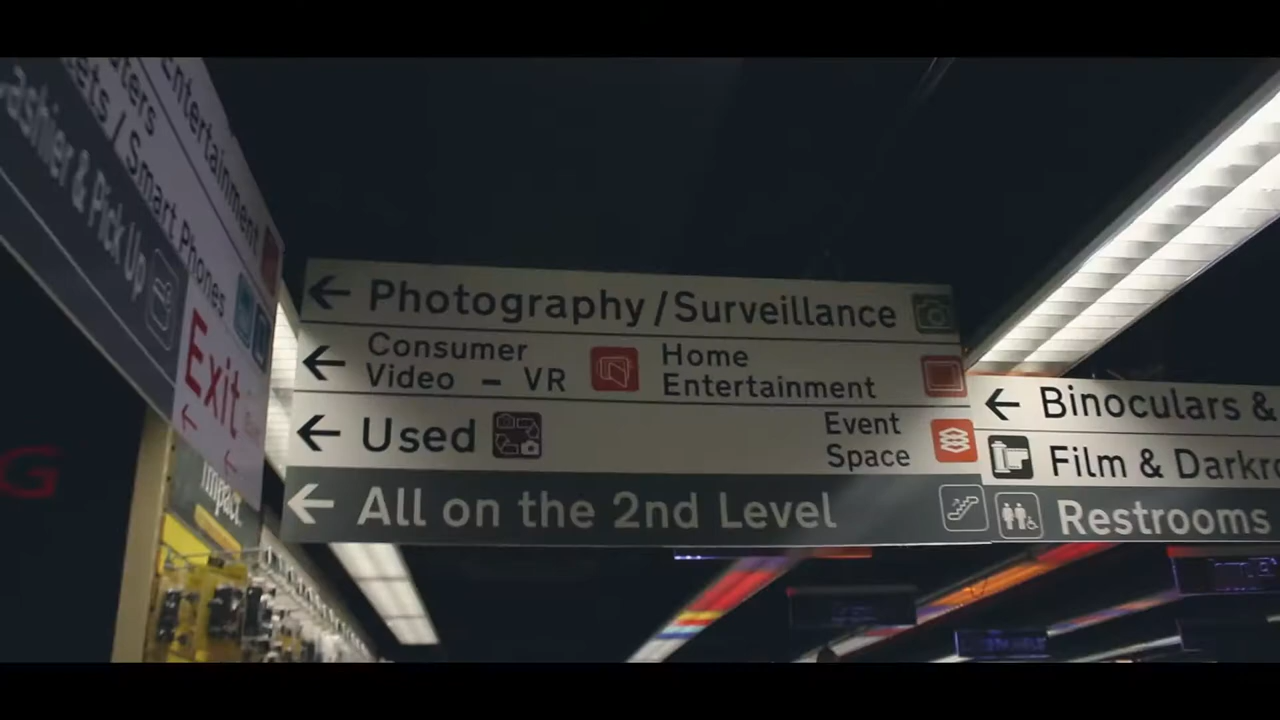 Entertainment
/ Smart Phones
Cashier & Pick Up
Exit
Impact
G
Photography / Surveillance
Consumer
Video – VR
Home
Entertainment
Used
Event
Space
All on the 2nd Level
Binoculars &
Film &
Restrooms